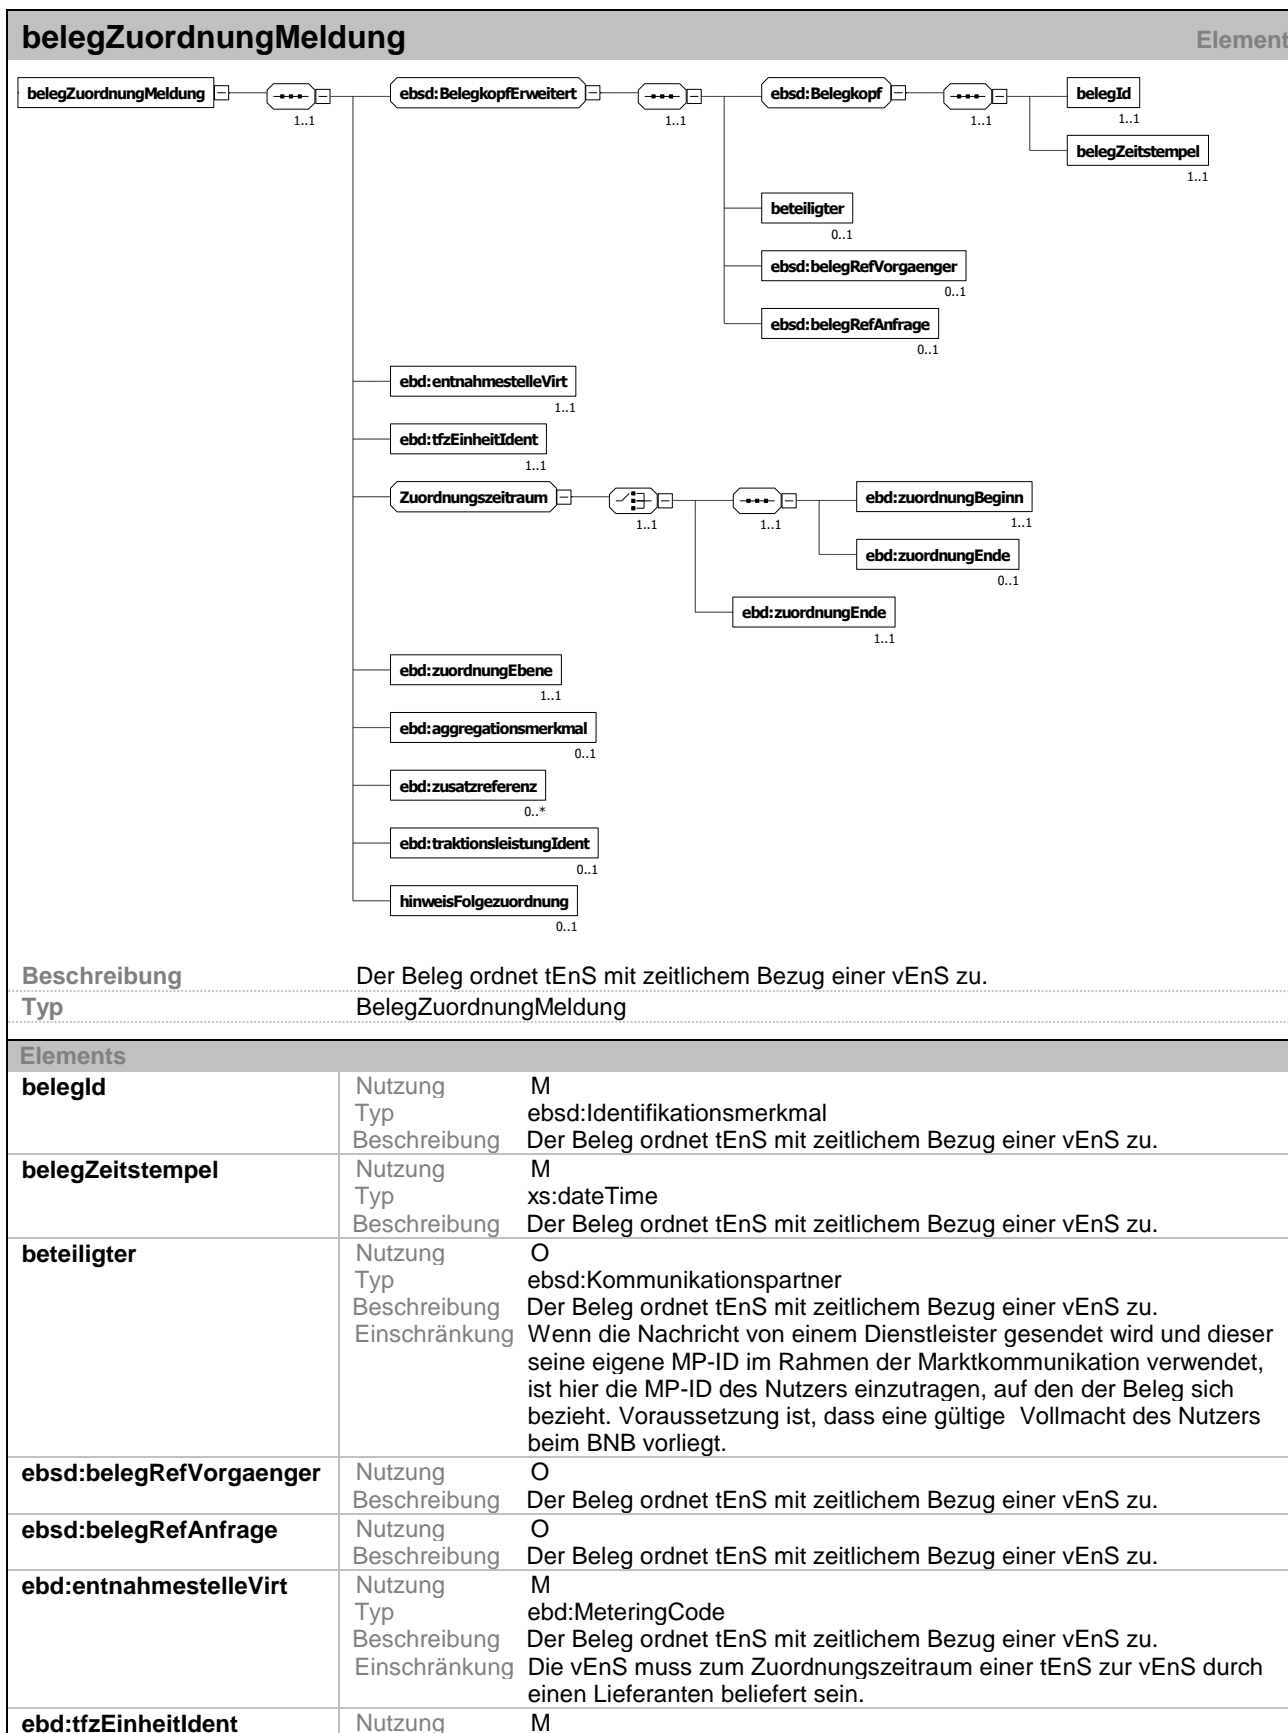 belegZuordnungMeldung Element
belegZuordnungMeldung ebsd:BelegkopfErweitert ebsd:Belegkopf belegId
1..1 1..1 1..1 1..1
belegZeitstempel
1..1
beteiligter
0..1
ebsd:belegRefVorgaenger
0..1
ebsd:belegRefAnfrage
0..1
ebd:entnahmestelleVirt
1..1
ebd:tfzEinheitIdent
1..1
Zuordnungszeitraum ebd:zuordnungBeginn
1..1 1..1 1..1
ebd:zuordnungEnde
0..1
ebd:zuordnungEnde
1..1
ebd:zuordnungEbene
1..1
ebd:aggregationsmerkmal
0..1
ebd:zusatzreferenz
0..*
ebd:traktionsleistungIdent
0..1
hinweisFolgezuordnung
0..1
Beschreibung Der Beleg ordnet tEnS mit zeitlichem Bezug einer vEnS zu.
Typ BelegZuordnungMeldung
Elements
belegId Nutzung M
Typ ebsd:Identifikationsmerkmal
Beschreibung Der Beleg ordnet tEnS mit zeitlichem Bezug einer vEnS zu.
belegZeitstempel Nutzung M
Typ xs:dateTime
Beschreibung Der Beleg ordnet tEnS mit zeitlichem Bezug einer vEnS zu.
beteiligter Nutzung O
Typ ebsd:Kommunikationspartner
Beschreibung Der Beleg ordnet tEnS mit zeitlichem Bezug einer vEnS zu.
Einschränkung Wenn die Nachricht von einem Dienstleister gesendet wird und dieser
seine eigene MP-ID im Rahmen der Marktkommunikation verwendet,
ist hier die MP-ID des Nutzers einzutragen, auf den der Beleg sich
bezieht. Voraussetzung ist, dass eine gültige Vollmacht des Nutzers
beim BNB vorliegt.
ebsd:belegRefVorgaenger Nutzung O
Beschreibung Der Beleg ordnet tEnS mit zeitlichem Bezug einer vEnS zu.
ebsd:belegRefAnfrage Nutzung O
Beschreibung Der Beleg ordnet tEnS mit zeitlichem Bezug einer vEnS zu.
ebd:entnahmestelleVirt Nutzung M
Typ ebd:MeteringCode
Beschreibung Der Beleg ordnet tEnS mit zeitlichem Bezug einer vEnS zu.
Einschränkung Die vEnS muss zum Zuordnungszeitraum einer tEnS zur vEnS durch
einen Lieferanten beliefert sein.
ebd:tfzEinheitIdent Nutzung M